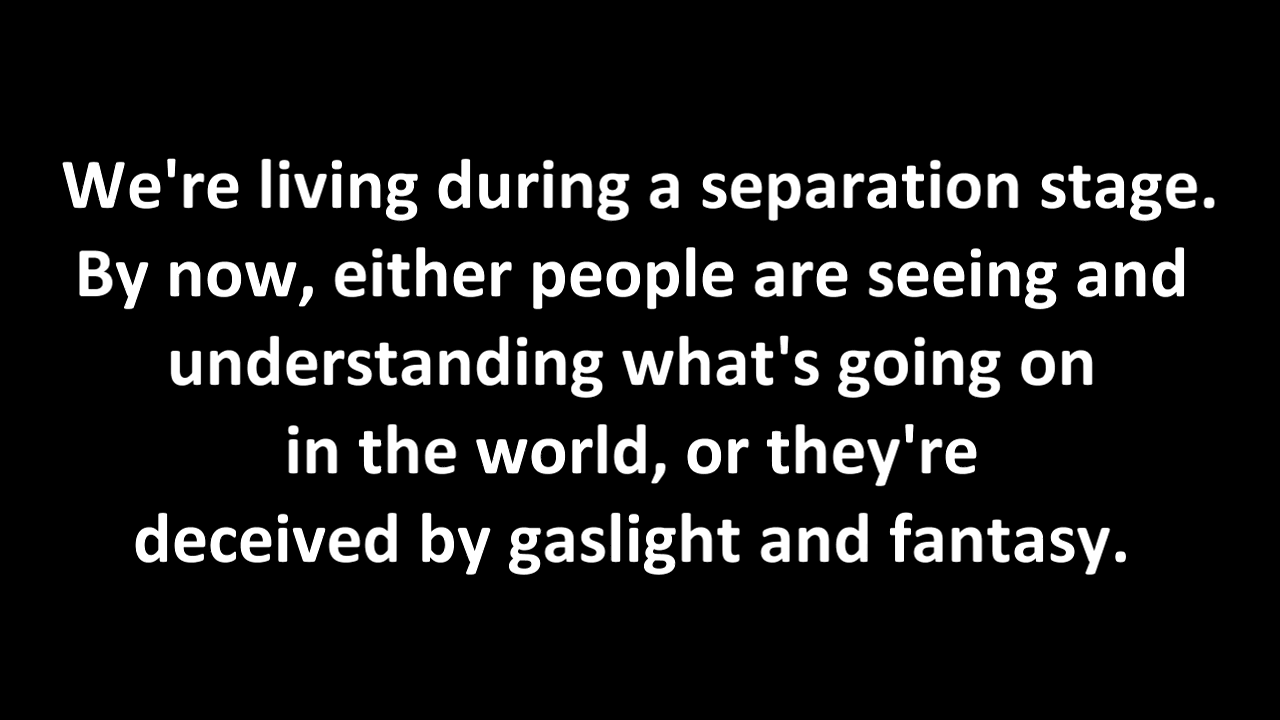 We're living during a separation stage.
By now, either people are seeing and
understanding what's going on
in the world, or they're
deceived by gaslight and fantasy.